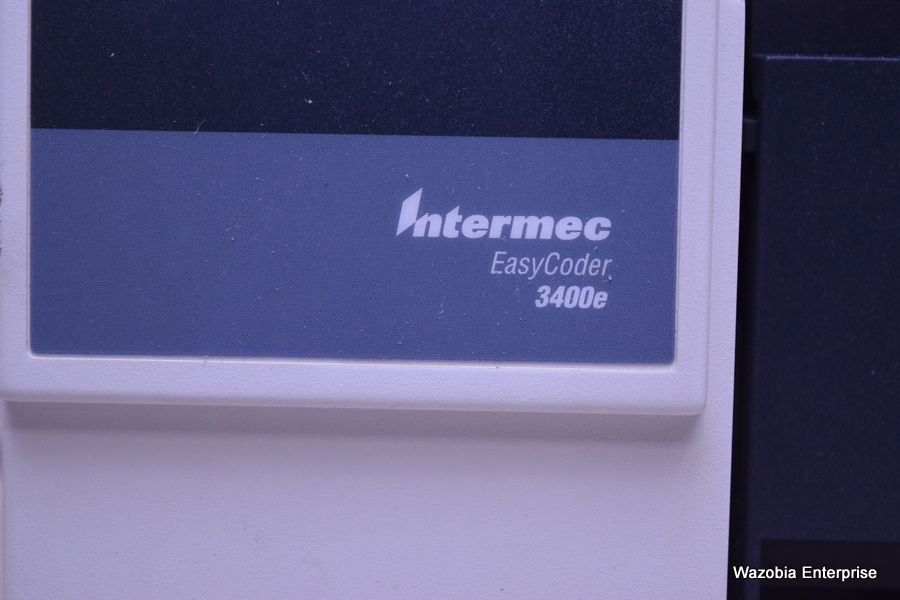 Intermec
EasyCoder
3400e
Wazobia Enterprise